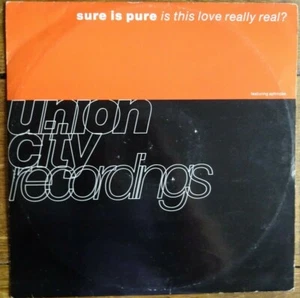 sure is pure is this love really real?
union
city
recordings